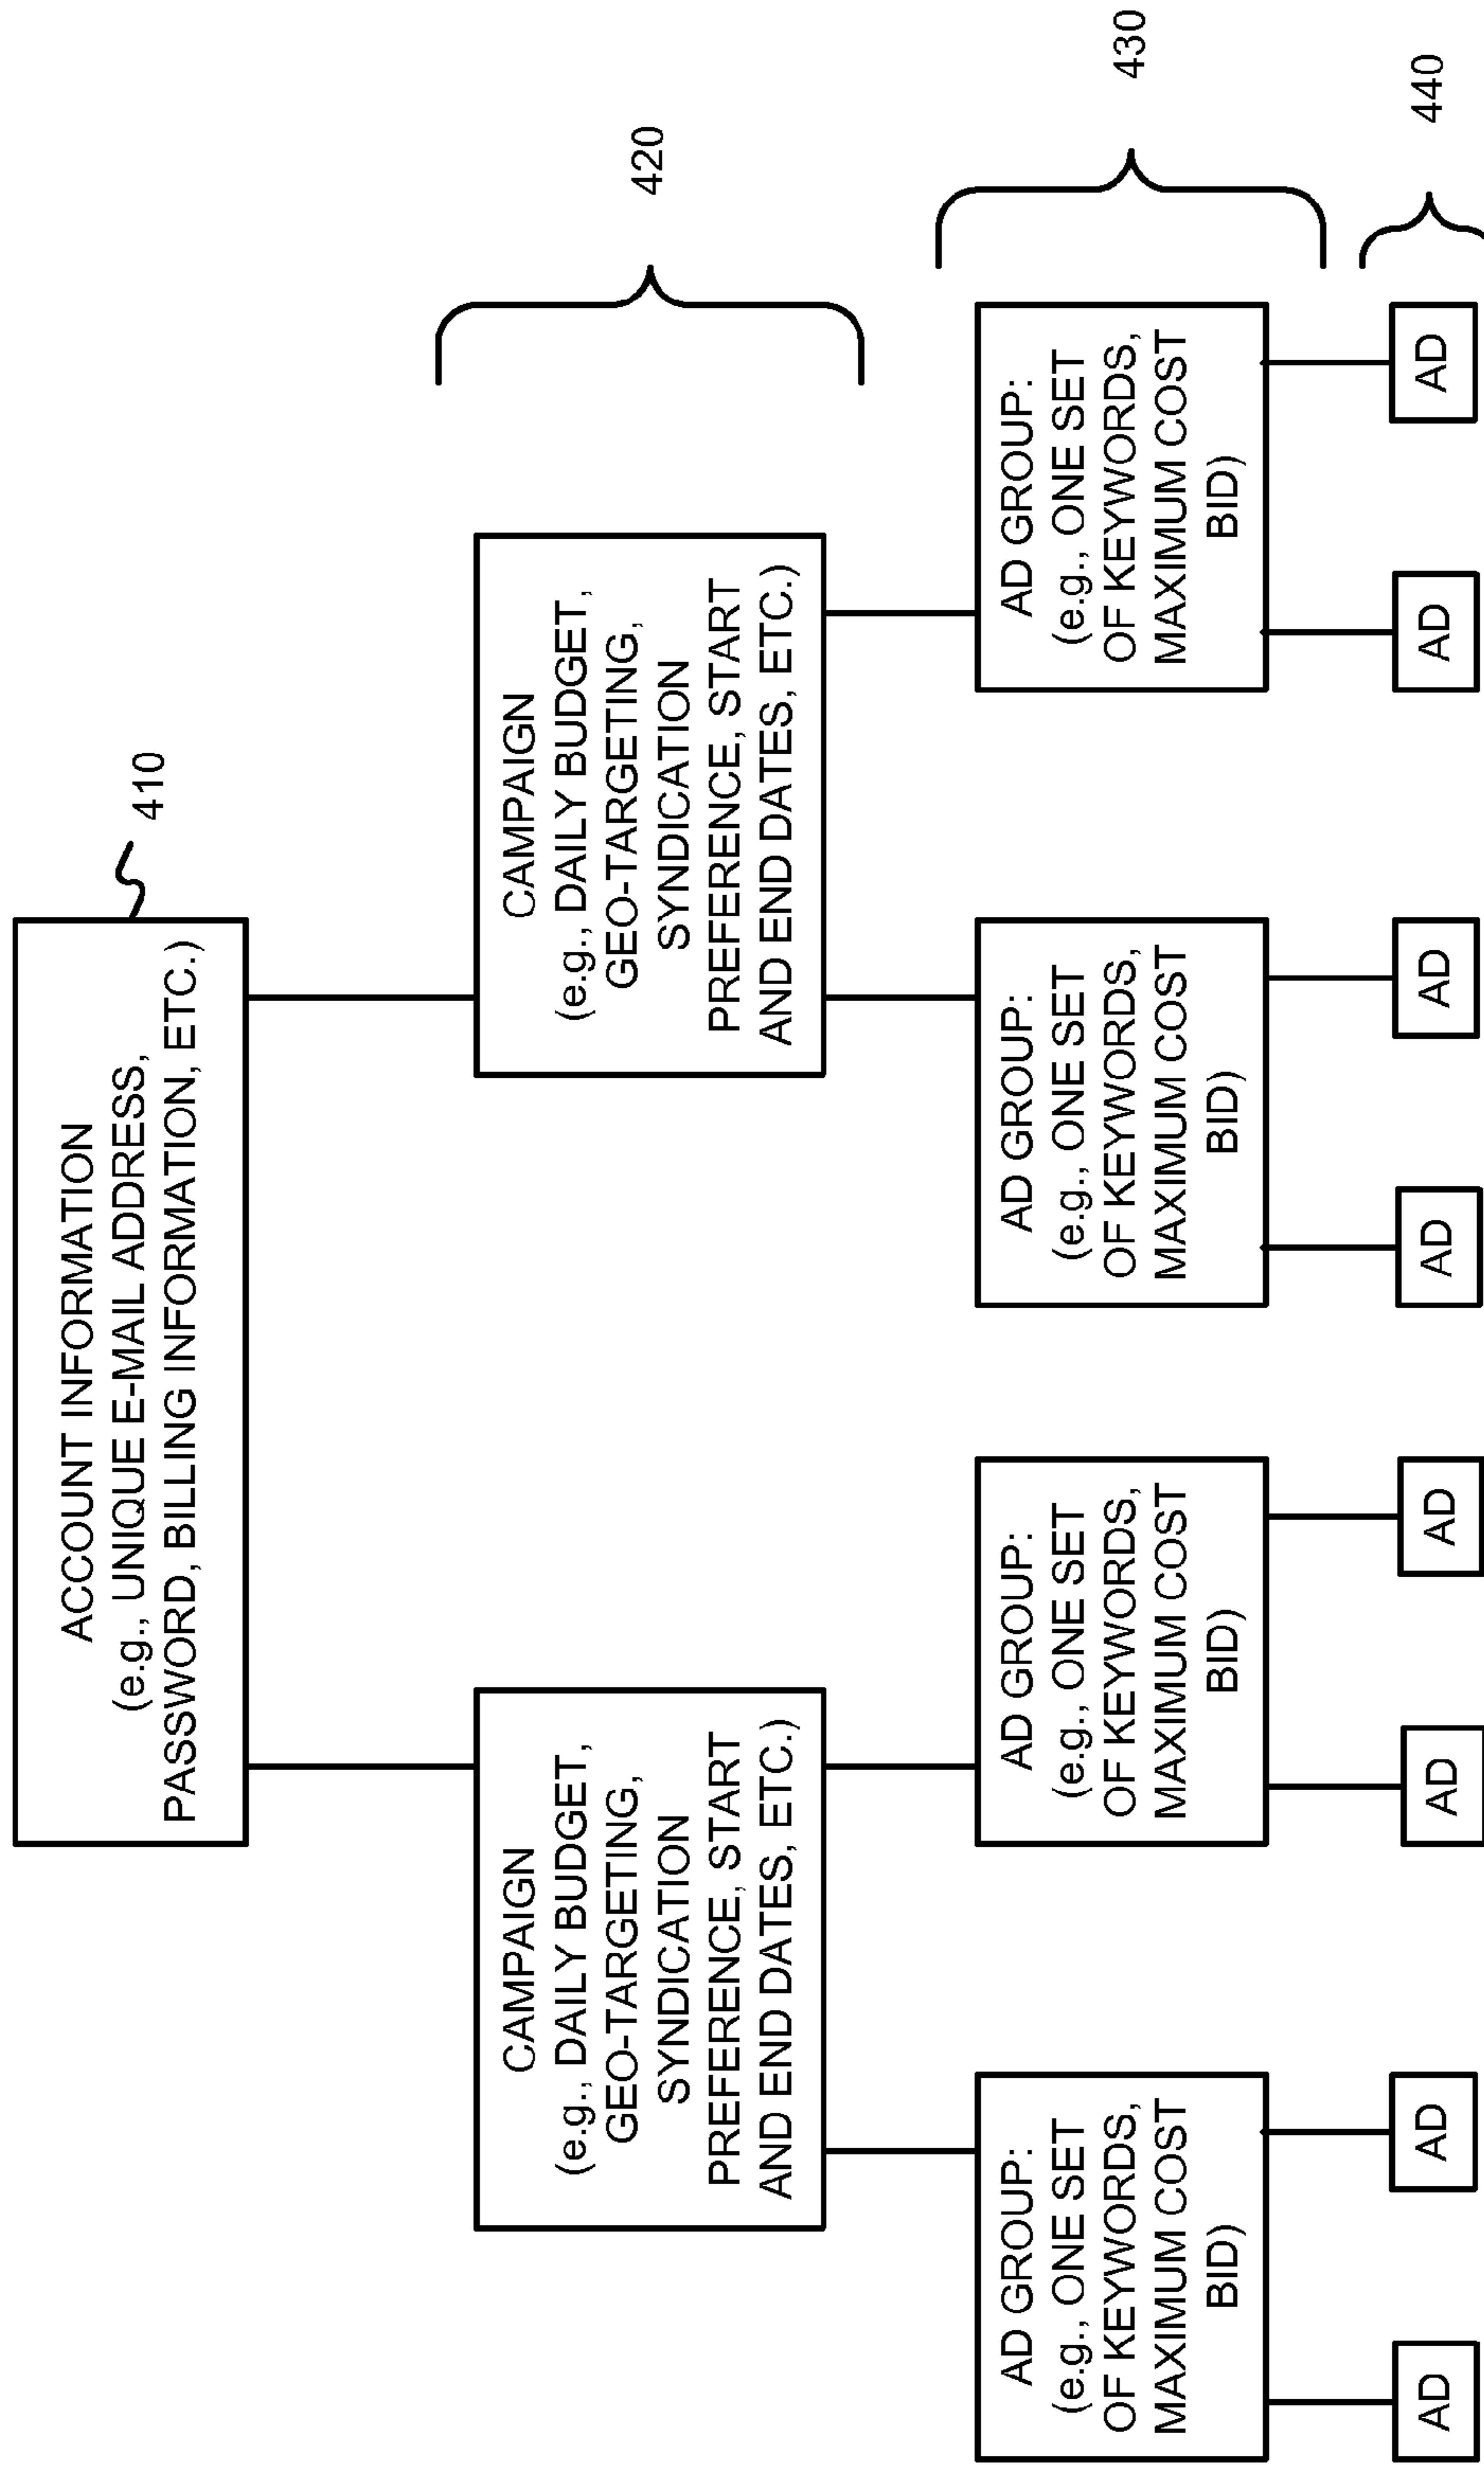 ACCOUNT INFORMATION
(e.g., UNIQUE E-MAIL ADDRESS,
PASSWORD, BILLING INFORMATION, ETC.)
410
CAMPAIGN
(e.g., DAILY BUDGET,
GEO-TARGETING,
SYNDICATION
PREFERENCE, START
AND END DATES, ETC.)
CAMPAIGN
(e.g., DAILY BUDGET,
GEO-TARGETING,
SYNDICATION
PREFERENCE, START
AND END DATES, ETC.)
420
AD GROUP:
(e.g., ONE SET
OF KEYWORDS,
MAXIMUM COST
BID)
AD GROUP:
(e.g., ONE SET
OF KEYWORDS,
MAXIMUM COST
BID)
AD GROUP:
(e.g., ONE SET
OF KEYWORDS,
MAXIMUM COST
BID)
AD GROUP:
(e.g., ONE SET
OF KEYWORDS,
MAXIMUM COST
BID)
430
AD
AD
AD
AD
AD
AD
AD
AD
440